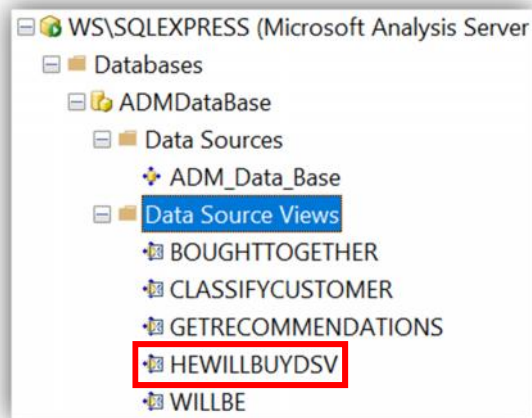 WS\SQLEXPRESS (Microsoft Analysis Server
Databases
ADMDataBase
Data Sources
ADM_Data_Base
Data Source Views
BOUGHTTOGETHER
CLASSIFYCUSTOMER
GETRECOMMENDATIONS
HEWILLBUYDSV
WILLBE